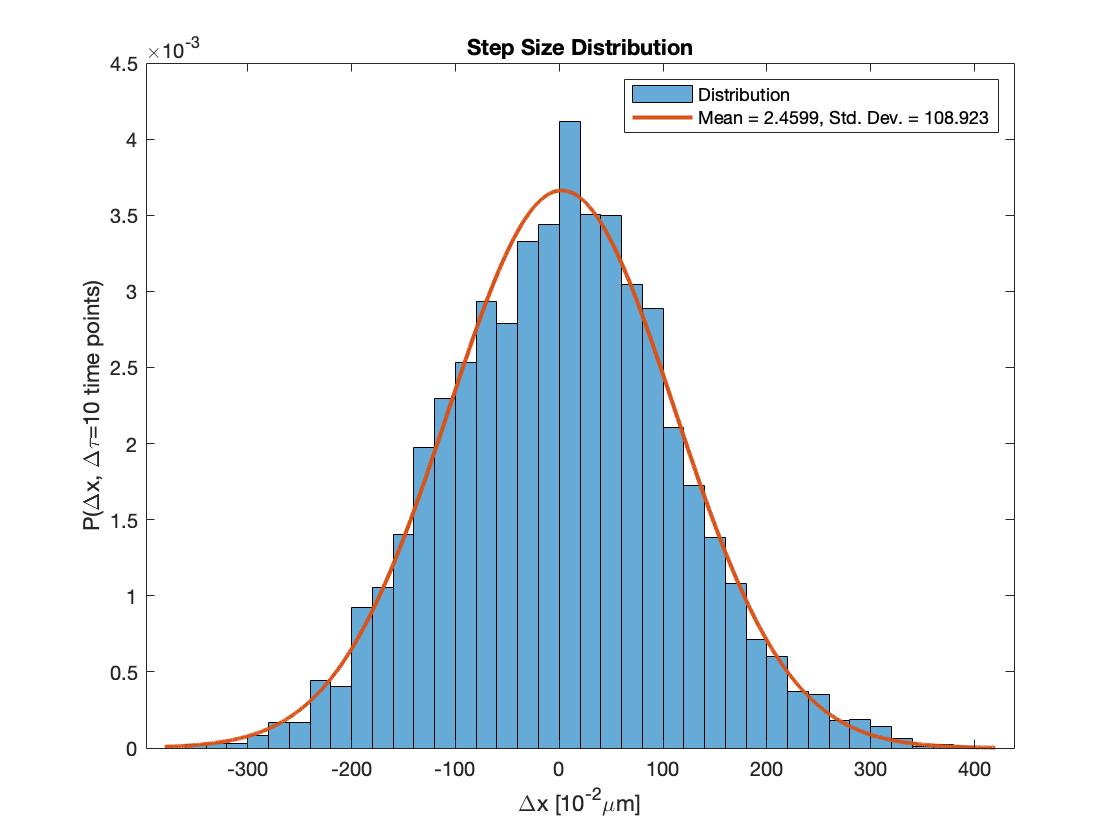 Step Size Distribution
×10⁻³
Distribution
Mean = 2.4599, Std. Dev. = 108.923
4.5
4
3.5
3
2.5
2
1.5
1
0.5
0
P(Δx, Δτ=10 time points)
-300 -200 -100 0 100 200 300 400
Δx [10⁻²μm]